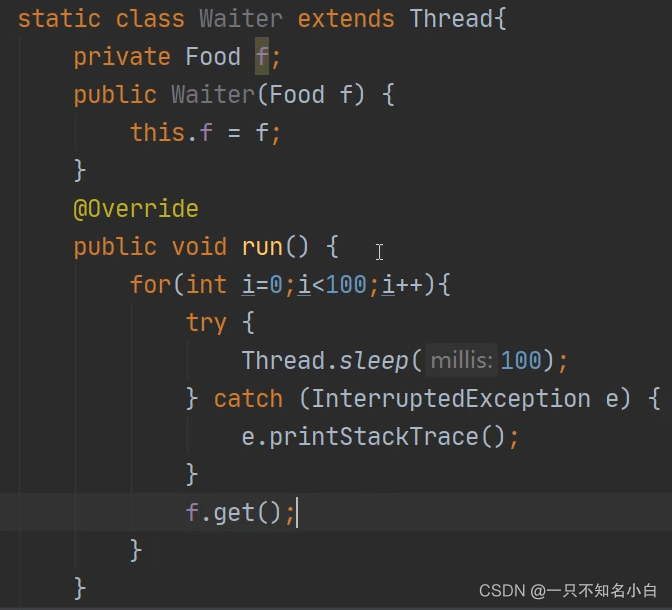 static class Waiter extends Thread{
    private Food f;
    public Waiter(Food f) {
        this.f = f;
    }
    @Override
    public void run() {
        for(int i=0;i<100;i++){
            try {
                Thread.sleep( millis: 100);
            } catch (InterruptedException e) {
                e.printStackTrace();
            }
            f.get();
        }
    }
CSDN @一只不知名小白